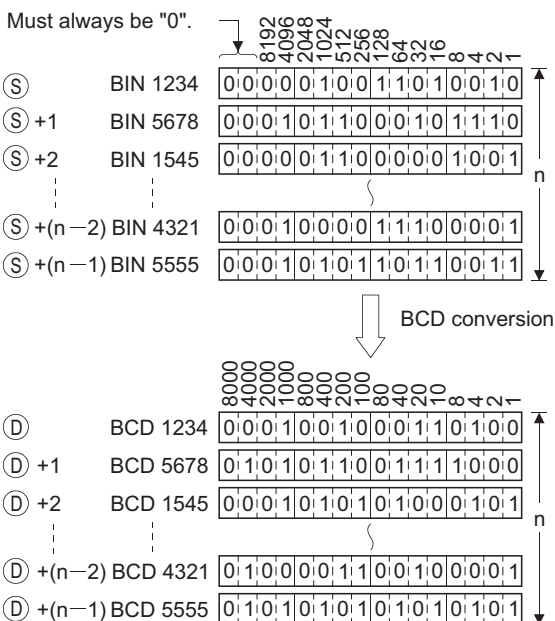 Must always be "0".
8192 4096 2048 1024 512 256 128 64 32 16 8 4 2 1
Ⓢ BIN 1234 0 0 0 0 0 1 0 0 1 1 0 1 0 0 1 0
Ⓢ +1 BIN 5678 0 0 0 1 0 1 1 0 0 0 1 0 1 1 1 0
Ⓢ +2 BIN 1545 0 0 0 0 0 1 1 0 0 0 0 0 1 0 0 1
n
Ⓢ +(n—2) BIN 4321 0 0 0 1 0 0 0 0 1 1 1 0 0 0 0 1
Ⓢ +(n—1) BIN 5555 0 0 0 1 0 1 0 1 1 0 1 1 0 0 1 1
BCD conversion
8000 4000 2000 1000 800 400 200 100 80 40 20 10 8 4 2 1
Ⓓ BCD 1234 0 0 0 1 0 0 1 0 0 0 1 1 0 1 0 0
Ⓓ +1 BCD 5678 0 1 0 1 0 1 1 0 0 1 1 1 1 0 0 0
Ⓓ +2 BCD 1545 0 0 0 1 0 1 0 1 0 1 0 0 0 1 0 1
n
Ⓓ +(n—2) BCD 4321 0 1 0 0 0 0 1 1 0 0 1 0 0 0 0 1
Ⓓ +(n—1) BCD 5555 0 1 0 1 0 1 0 1 0 1 0 1 0 1 0 1